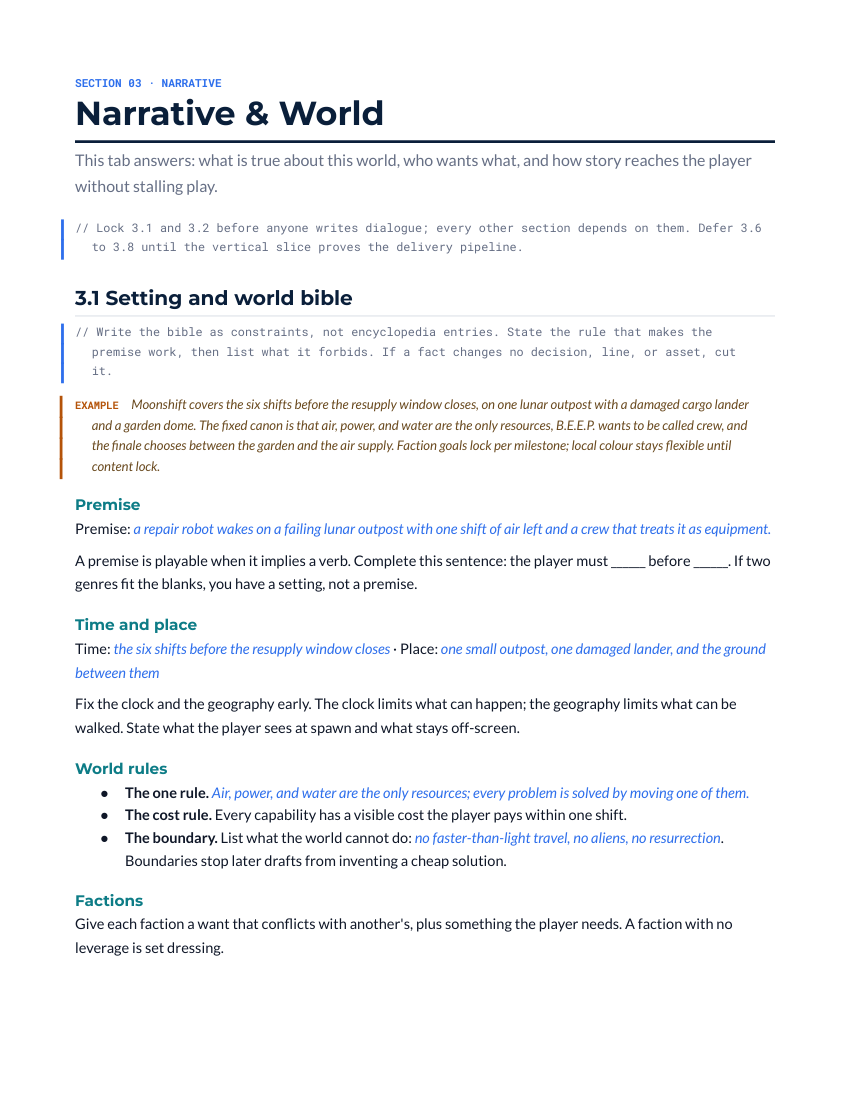 SECTION 03 · NARRATIVE
Narrative & World
This tab answers: what is true about this world, who wants what, and how story reaches the player
without stalling play.
// Lock 3.1 and 3.2 before anyone writes dialogue; every other section depends on them. Defer 3.6
to 3.8 until the vertical slice proves the delivery pipeline.
3.1 Setting and world bible
// Write the bible as constraints, not encyclopedia entries. State the rule that makes the
premise work, then list what it forbids. If a fact changes no decision, line, or asset, cut
it.
EXAMPLE Moonshift covers the six shifts before the resupply window closes, on one lunar outpost with a damaged cargo lander
and a garden dome. The fixed canon is that air, power, and water are the only resources, B.E.E.P. wants to be called crew, and
the finale chooses between the garden and the air supply. Faction goals lock per milestone; local colour stays flexible until
content lock.
Premise
Premise: a repair robot wakes on a failing lunar outpost with one shift of air left and a crew that treats it as equipment.
A premise is playable when it implies a verb. Complete this sentence: the player must _____ before _____. If two
genres fit the blanks, you have a setting, not a premise.
Time and place
Time: the six shifts before the resupply window closes · Place: one small outpost, one damaged lander, and the ground
between them
Fix the clock and the geography early. The clock limits what can happen; the geography limits what can be
walked. State what the player sees at spawn and what stays off-screen.
World rules
● The one rule. Air, power, and water are the only resources; every problem is solved by moving one of them.
● The cost rule. Every capability has a visible cost the player pays within one shift.
● The boundary. List what the world cannot do: no faster-than-light travel, no aliens, no resurrection.
Boundaries stop later drafts from inventing a cheap solution.
Factions
Give each faction a want that conflicts with another's, plus something the player needs. A faction with no
leverage is set dressing.